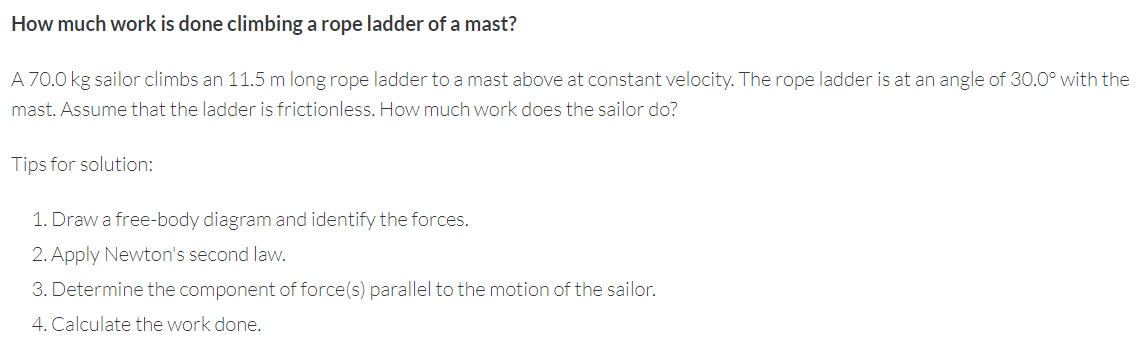 How much work is done climbing a rope ladder of a mast?
A 70.0 kg sailor climbs an 11.5 m long rope ladder to a mast above at constant velocity. The rope ladder is at an angle of 30.0° with the
mast. Assume that the ladder is frictionless. How much work does the sailor do?
Tips for solution:
1. Draw a free-body diagram and identify the forces.
2. Apply Newton's second law.
3. Determine the component of force(s) parallel to the motion of the sailor.
4. Calculate the work done.